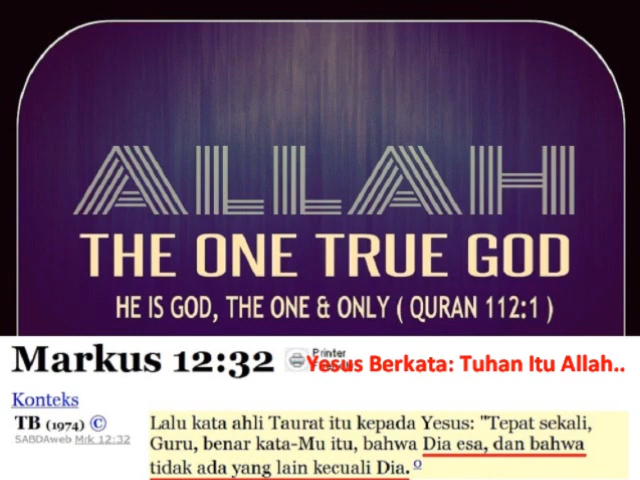 ALLAH
THE ONE TRUE GOD
HE IS GOD, THE ONE & ONLY ( QURAN 112:1 )
Markus 12:32 Printer Yesus Berkata: Tuhan Itu Allah..
Konteks
TB (1974) ©
SABDAweb Mrk 12:32
Lalu kata ahli Taurat itu kepada Yesus: "Tepat sekali,
Guru, benar kata-Mu itu, bahwa Dia esa, dan bahwa
tidak ada yang lain kecuali Dia. o